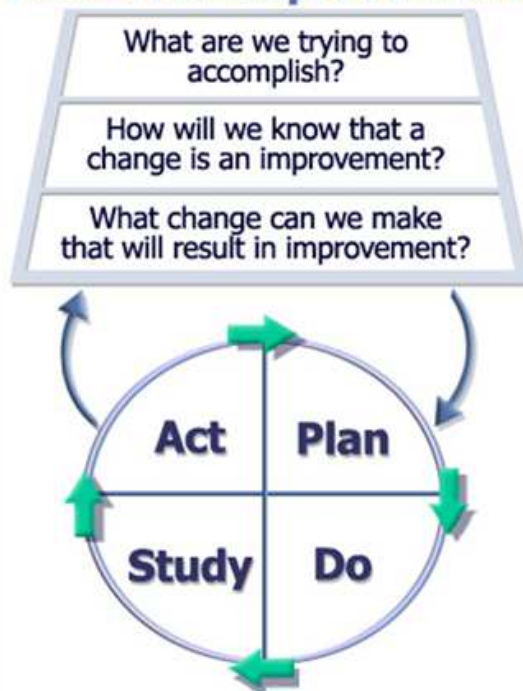 What are we trying to
accomplish?
How will we know that a
change is an improvement?
What change can we make
that will result in improvement?
Act
Plan
Study
Do